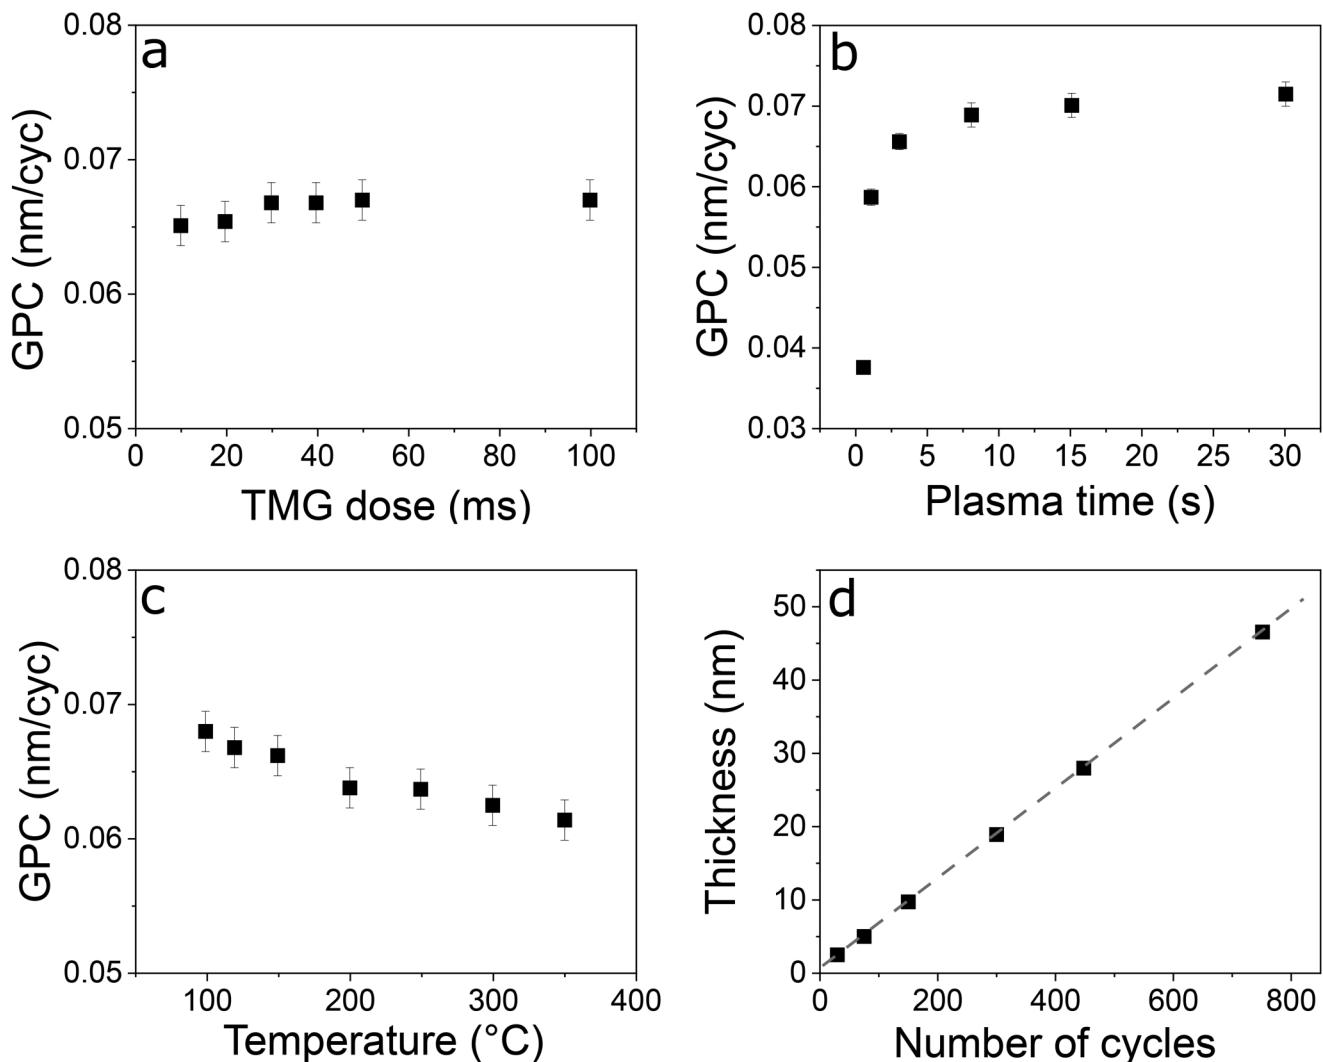 a
0.08
0.07
0.06
0.05
GPC (nm/cyc)
0 20 40 60 80 100
TMG dose (ms)
b
0.08
0.07
0.06
0.05
0.04
0.03
GPC (nm/cyc)
0 5 10 15 20 25 30
Plasma time (s)
c
0.08
0.07
0.06
0.05
GPC (nm/cyc)
100 200 300 400
Temperature (°C)
d
50
40
30
20
10
0
Thickness (nm)
0 200 400 600 800
Number of cycles